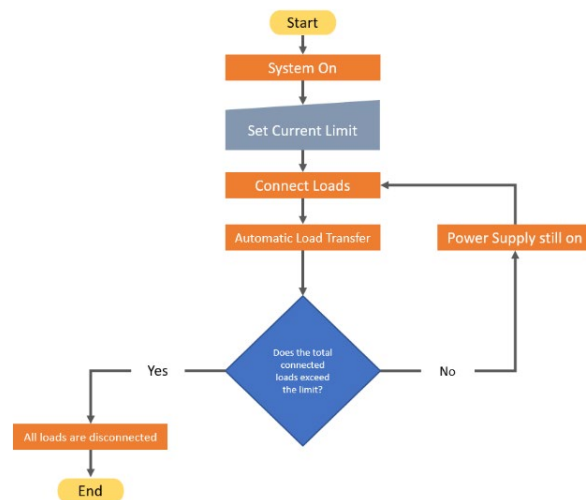 Start
System On
Set Current Limit
Connect Loads
Automatic Load Transfer
Power Supply still on
Does the total
connected
loads exceed
the limit?
Yes
No
All loads are disconnected
End